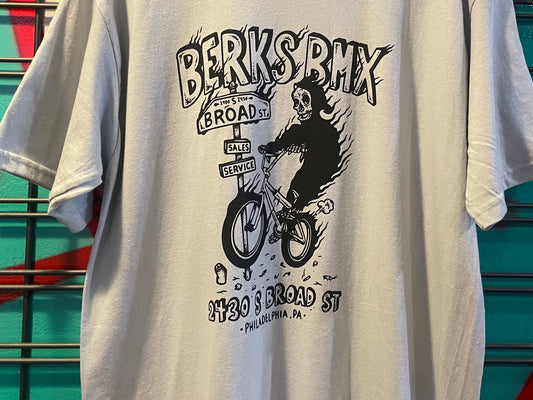 BERKS BMX
BROAD ST.
SALES
SERVICE
2430 S BROAD ST
·PHILADELPHIA, PA·